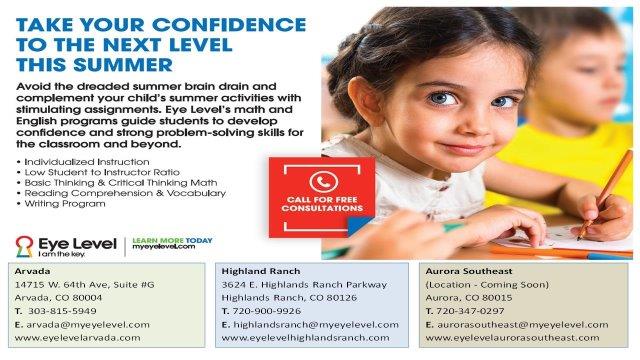 TAKE YOUR CONFIDENCE
TO THE NEXT LEVEL
THIS SUMMER
Avoid the dreaded summer brain drain and
complement your child's summer activities with
stimulating assignments. Eye Level's math and
English programs guide students to develop
confidence and strong problem-solving skills for
the classroom and beyond.
• Individualized Instruction
• Low Student to Instructor Ratio
• Basic Thinking & Critical Thinking Math
• Reading Comprehension & Vocabulary
• Writing Program
CALL FOR FREE
CONSULTATIONS
Eye Level
I am the key.
LEARN MORE TODAY
myeyelevel.com
Arvada
14715 W. 64th Ave, Suite #G
Arvada, CO 80004
T. 303-815-5949
E. arvada@myeyelevel.com
www.eyelevelarvada.com
Highland Ranch
3624 E. Highlands Ranch Parkway
Highlands Ranch, CO 80126
T. 720-900-9926
E. highlandsranch@myeyelevel.com
www.eyelevelhighlandsranch.com
Aurora Southeast
(Location - Coming Soon)
Aurora, CO 80015
T. 720-347-0297
E. aurorasoutheast@myeyelevel.com
www.eyelevelaurorasoutheast.com